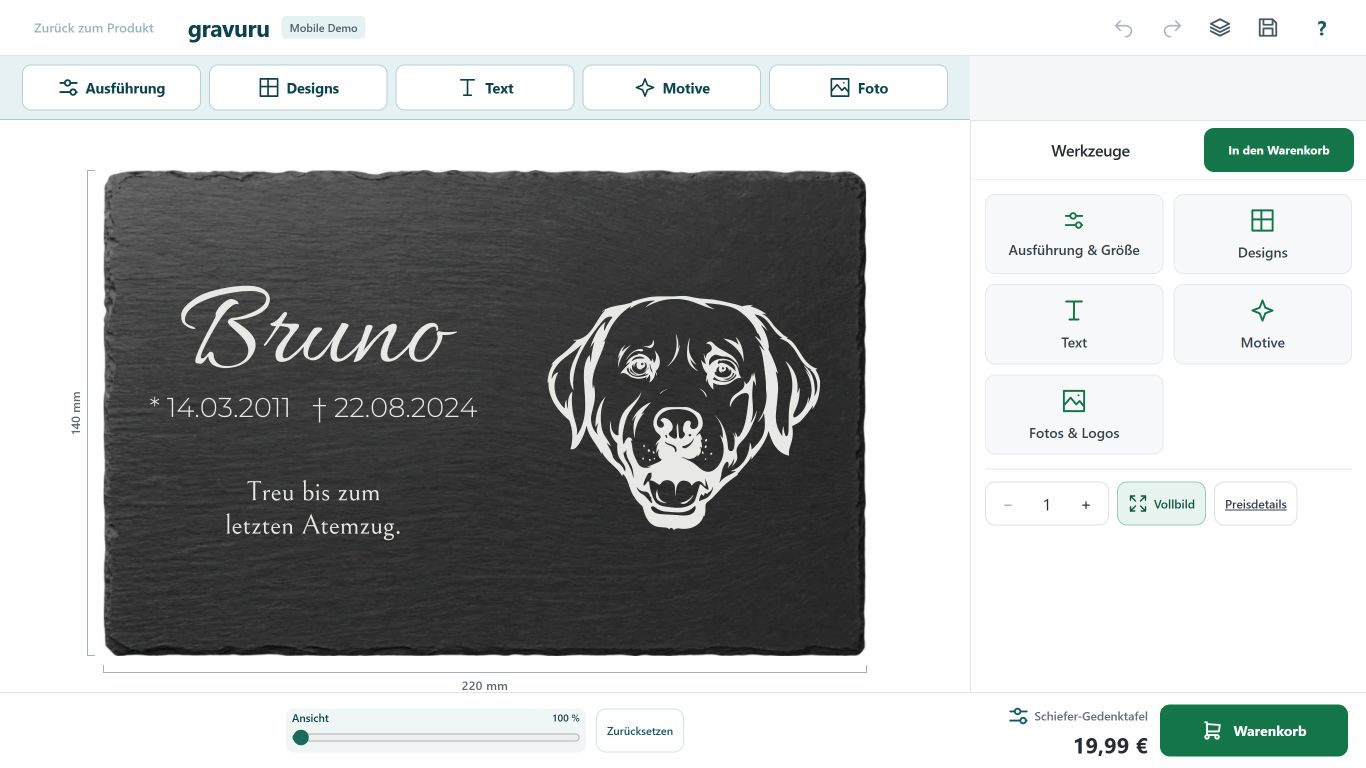 Zurück zum Produkt
gravuru
Mobile Demo
?
Ausführung
Designs
Text
Motive
Foto
Werkzeuge
In den Warenkorb
Ausführung & Größe
Designs
Text
Motive
Fotos & Logos
− 1 +
Vollbild
Preisdetails
Bruno
* 14.03.2011 † 22.08.2024
Treu bis zum
letzten Atemzug.
140 mm
220 mm
Ansicht 100 %
Zurücksetzen
Schiefer-Gedenktafel
19,99 €
Warenkorb